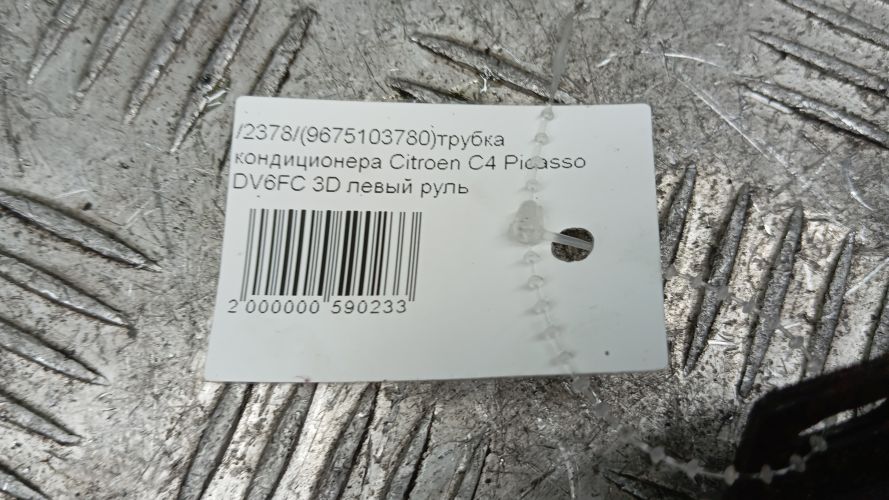 /2378/(9675103780)трубка
кондиционера Citroen C4 Picasso
DV6FC 3D левый руль
2 000000 590233